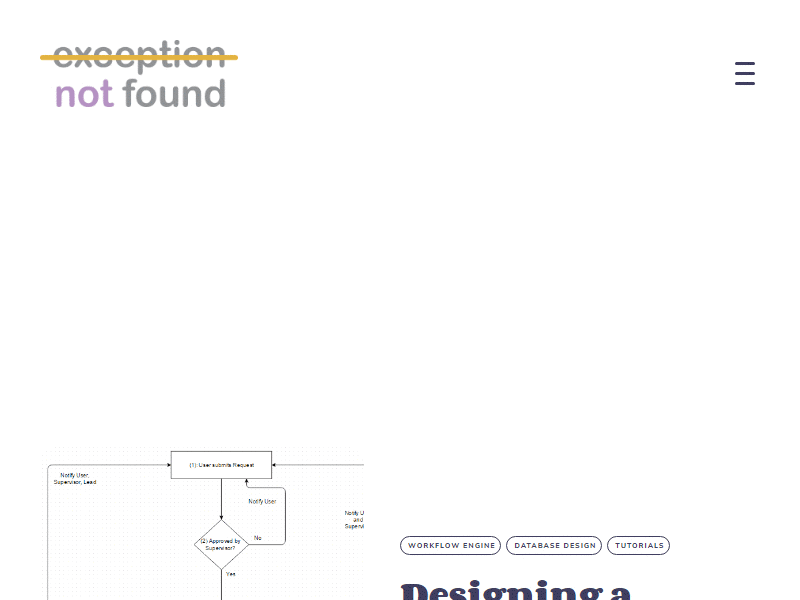 exception
not found
(1) User submits Request
Notify User,
Supervisor, Lead
Notify User
Notify U
and
Supervi
(2) Approved by
Supervisor?
No
Yes
WORKFLOW ENGINE
DATABASE DESIGN
TUTORIALS
Designing a